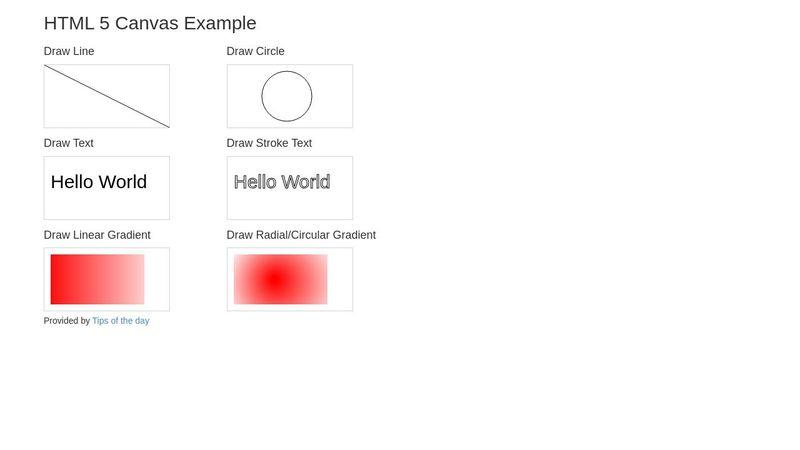 HTML 5 Canvas Example
Draw Line
Draw Circle
Draw Text
Draw Stroke Text
Hello World
Hello World
Draw Linear Gradient
Draw Radial/Circular Gradient
Provided by Tips of the day